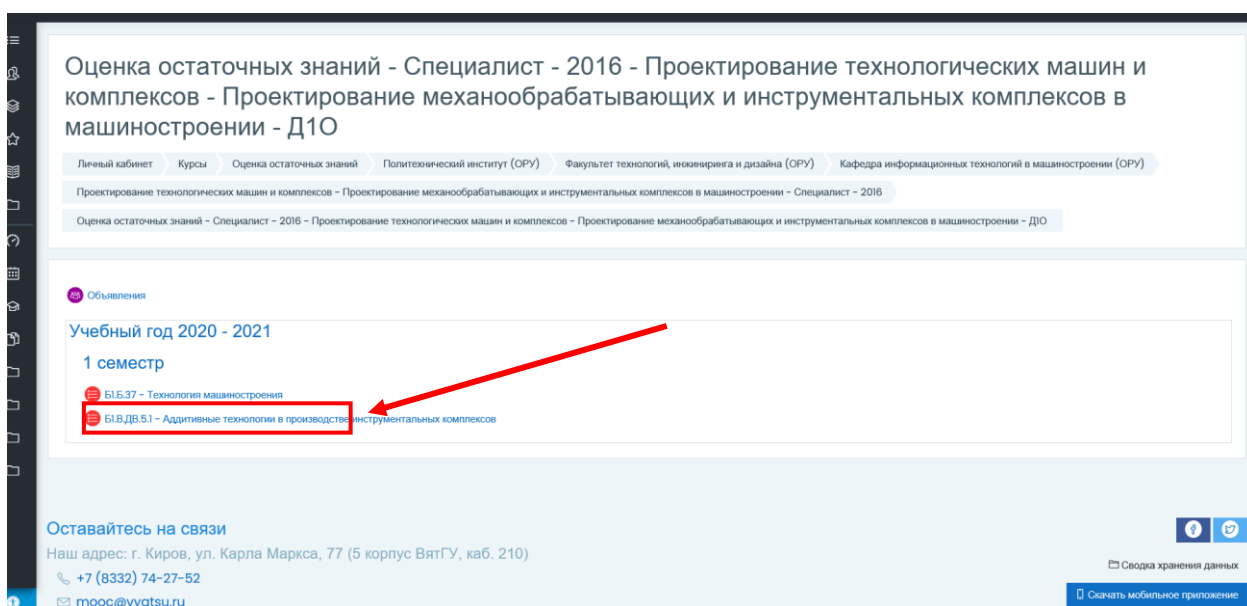 Оценка остаточных знаний - Специалист - 2016 - Проектирование технологических машин и
комплексов - Проектирование механообрабатывающих и инструментальных комплексов в
машиностроении - Д1О
Личный кабинет Курсы Оценка остаточных знаний Политехнический институт (ОРУ) Факультет технологий, инжиниринга и дизайна (ОРУ) Кафедра информационных технологий в машиностроении (ОРУ)
Проектирование технологических машин и комплексов - Проектирование механообрабатывающих и инструментальных комплексов в машиностроении - Специалист - 2016
Оценка остаточных знаний - Специалист - 2016 - Проектирование технологических машин и комплексов - Проектирование механообрабатывающих и инструментальных комплексов в машиностроении - Д1О
Объявления
Учебный год 2020 - 2021
1 семестр
Б1.Б.37 - Технология машиностроения
Б1.В.ДВ.5.1 - Аддитивные технологии в производстве инструментальных комплексов
Оставайтесь на связи
Наш адрес: г. Киров, ул. Карла Маркса, 77 (5 корпус ВятГУ, каб. 210)
+7 (8332) 74-27-52
mooc@vyatsu.ru
Сводка хранения данных
Скачать мобильное приложение